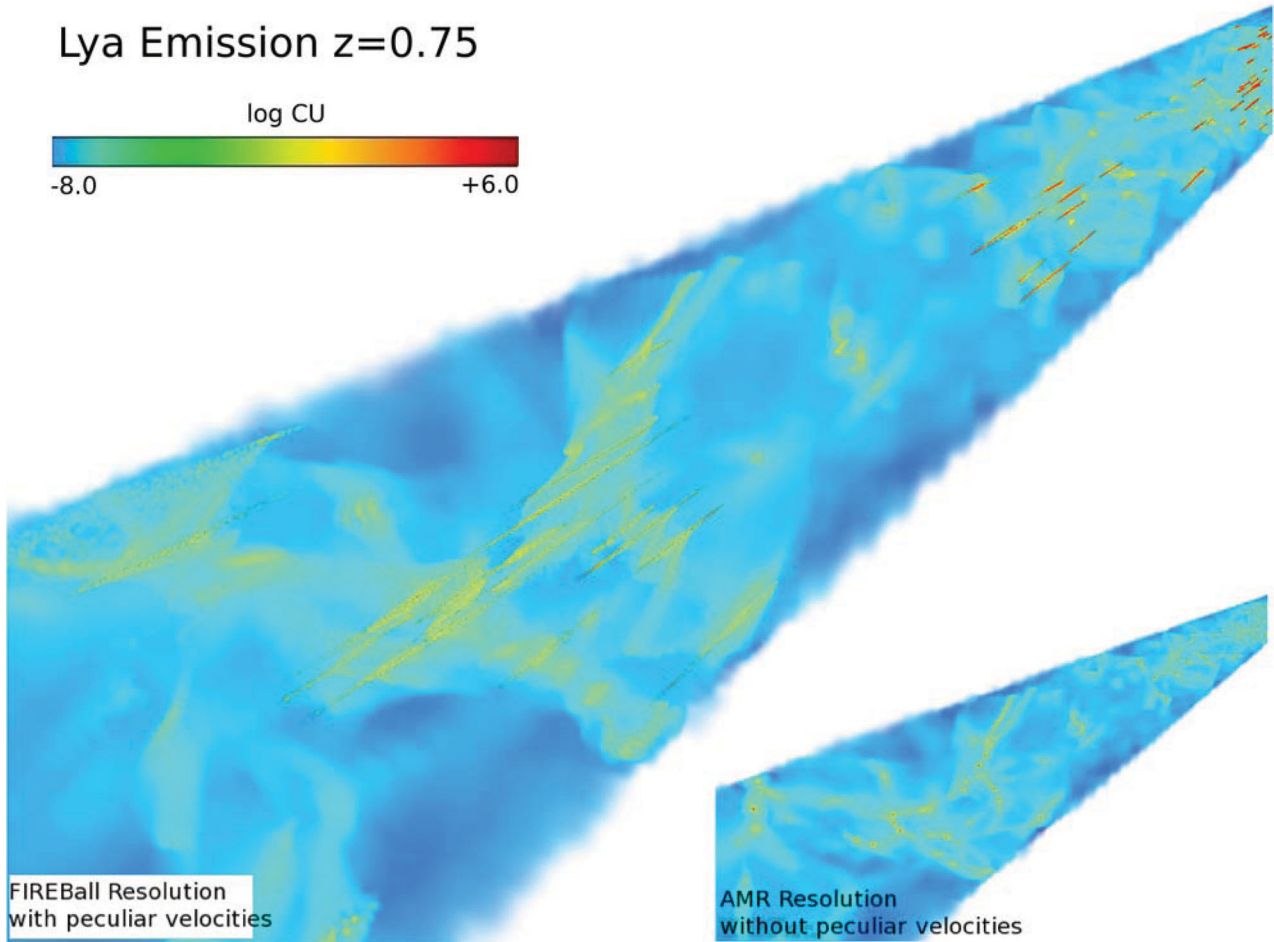 Lya Emission z=0.75
log CU
-8.0
+6.0
FIREBall Resolution
with peculiar velocities
AMR Resolution
without peculiar velocities